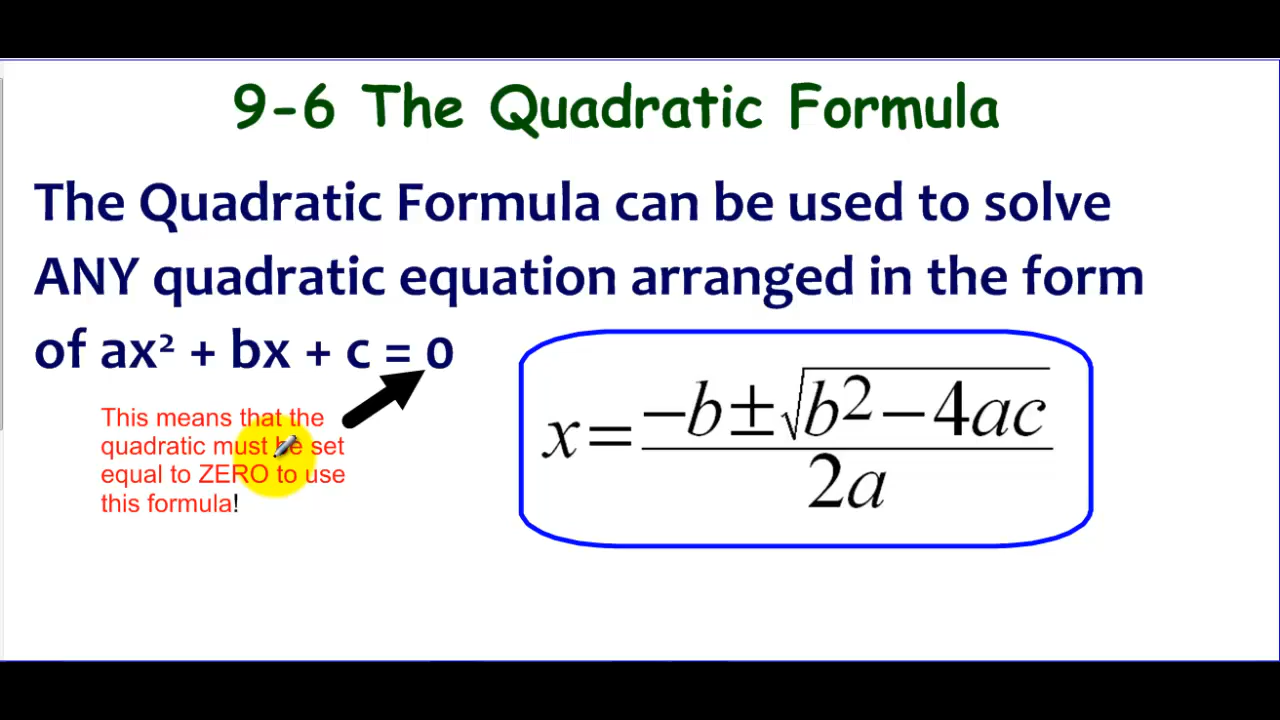 9-6 The Quadratic Formula
The Quadratic Formula can be used to solve
ANY quadratic equation arranged in the form
of ax² + bx + c = 0
This means that the
quadratic must be set
equal to ZERO to use
this formula!
x = (-b ± √(b² - 4ac)) / 2a